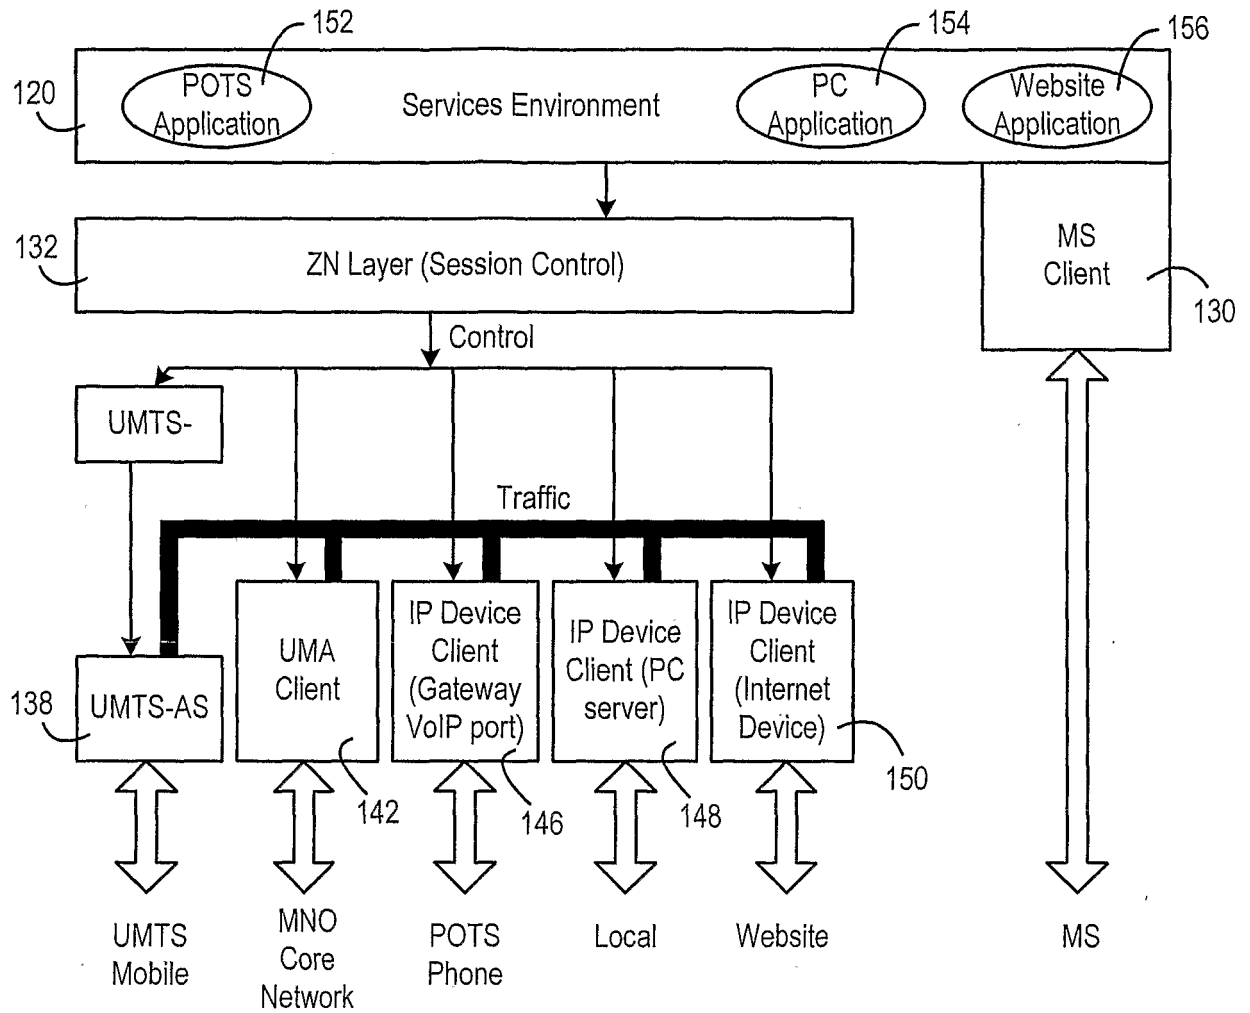 152
154
156
120
POTS
Application
Services Environment
PC
Application
Website
Application
132
ZN Layer (Session Control)
MS
Client
130
Control
UMTS-
Traffic
138
UMTS-AS
UMA
Client
IP Device
Client
(Gateway
VoIP port)
IP Device
Client (PC
server)
IP Device
Client
(Internet
Device)
142
146
148
150
UMTS
Mobile
MNO
Core
Network
POTS
Phone
Local
Website
MS